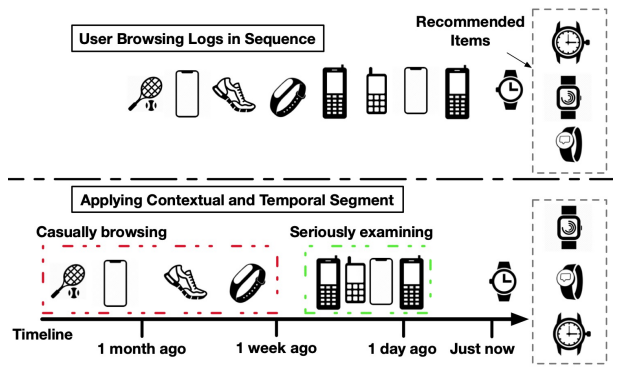 User Browsing Logs in Sequence
Recommended
Items
Applying Contextual and Temporal Segment
Casually browsing
Seriously examining
Timeline
1 month ago
1 week ago
1 day ago
Just now